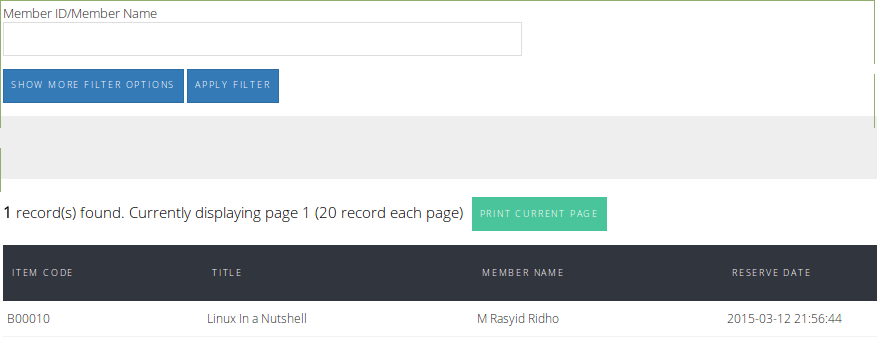 Member ID/Member Name
SHOW MORE FILTER OPTIONS APPLY FILTER
1 record(s) found. Currently displaying page 1 (20 record each page) PRINT CURRENT PAGE
ITEM CODE TITLE MEMBER NAME RESERVE DATE
B00010 Linux In a Nutshell M Rasyid Ridho 2015-03-12 21:56:44